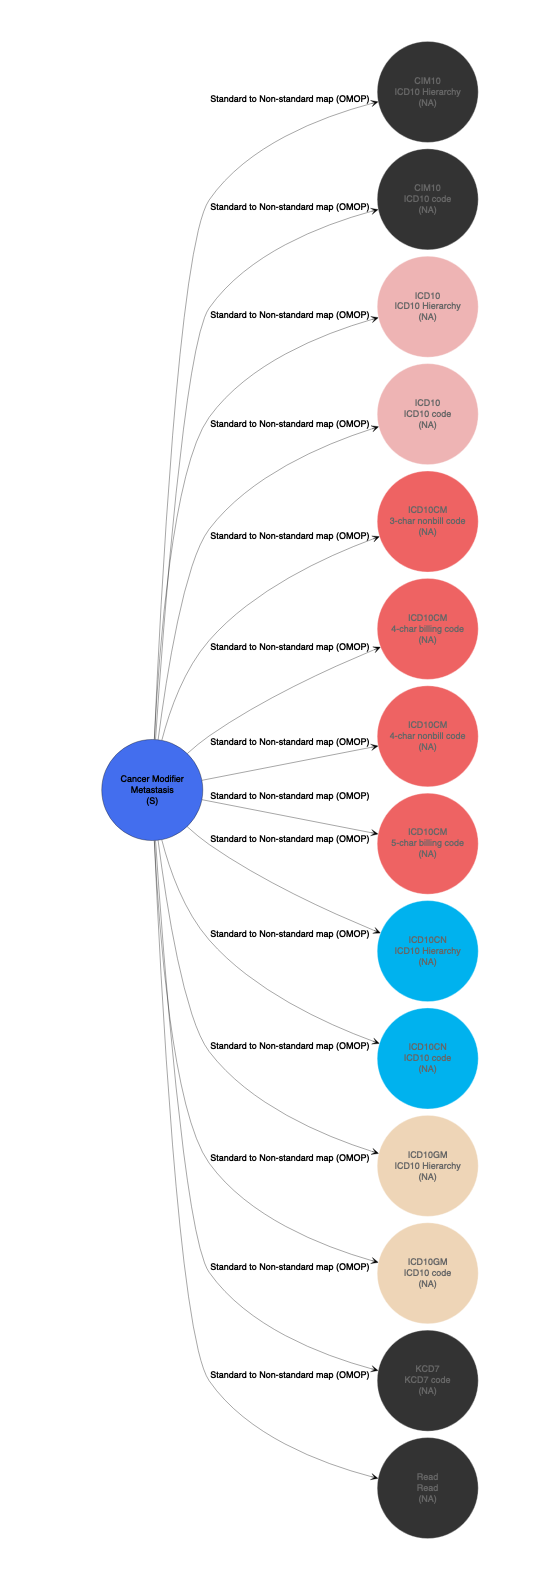 CIM10
ICD10 Hierarchy
(NA)
Standard to Non-standard map (OMOP)
CIM10
ICD10 code
(NA)
Standard to Non-standard map (OMOP)
ICD10
ICD10 Hierarchy
(NA)
Standard to Non-standard map (OMOP)
ICD10
ICD10 code
(NA)
Standard to Non-standard map (OMOP)
ICD10CM
3-char nonbill code
(NA)
Standard to Non-standard map (OMOP)
ICD10CM
4-char billing code
(NA)
Standard to Non-standard map (OMOP)
ICD10CM
4-char nonbill code
(NA)
Standard to Non-standard map (OMOP)
Cancer Modifier
Metastasis
(S)
Standard to Non-standard map (OMOP)
ICD10CM
5-char billing code
(NA)
Standard to Non-standard map (OMOP)
ICD10CN
ICD10 Hierarchy
(NA)
Standard to Non-standard map (OMOP)
ICD10CN
ICD10 code
(NA)
Standard to Non-standard map (OMOP)
ICD10GM
ICD10 Hierarchy
(NA)
Standard to Non-standard map (OMOP)
ICD10GM
ICD10 code
(NA)
Standard to Non-standard map (OMOP)
KCD7
KCD7 code
(NA)
Standard to Non-standard map (OMOP)
Read
Read
(NA)